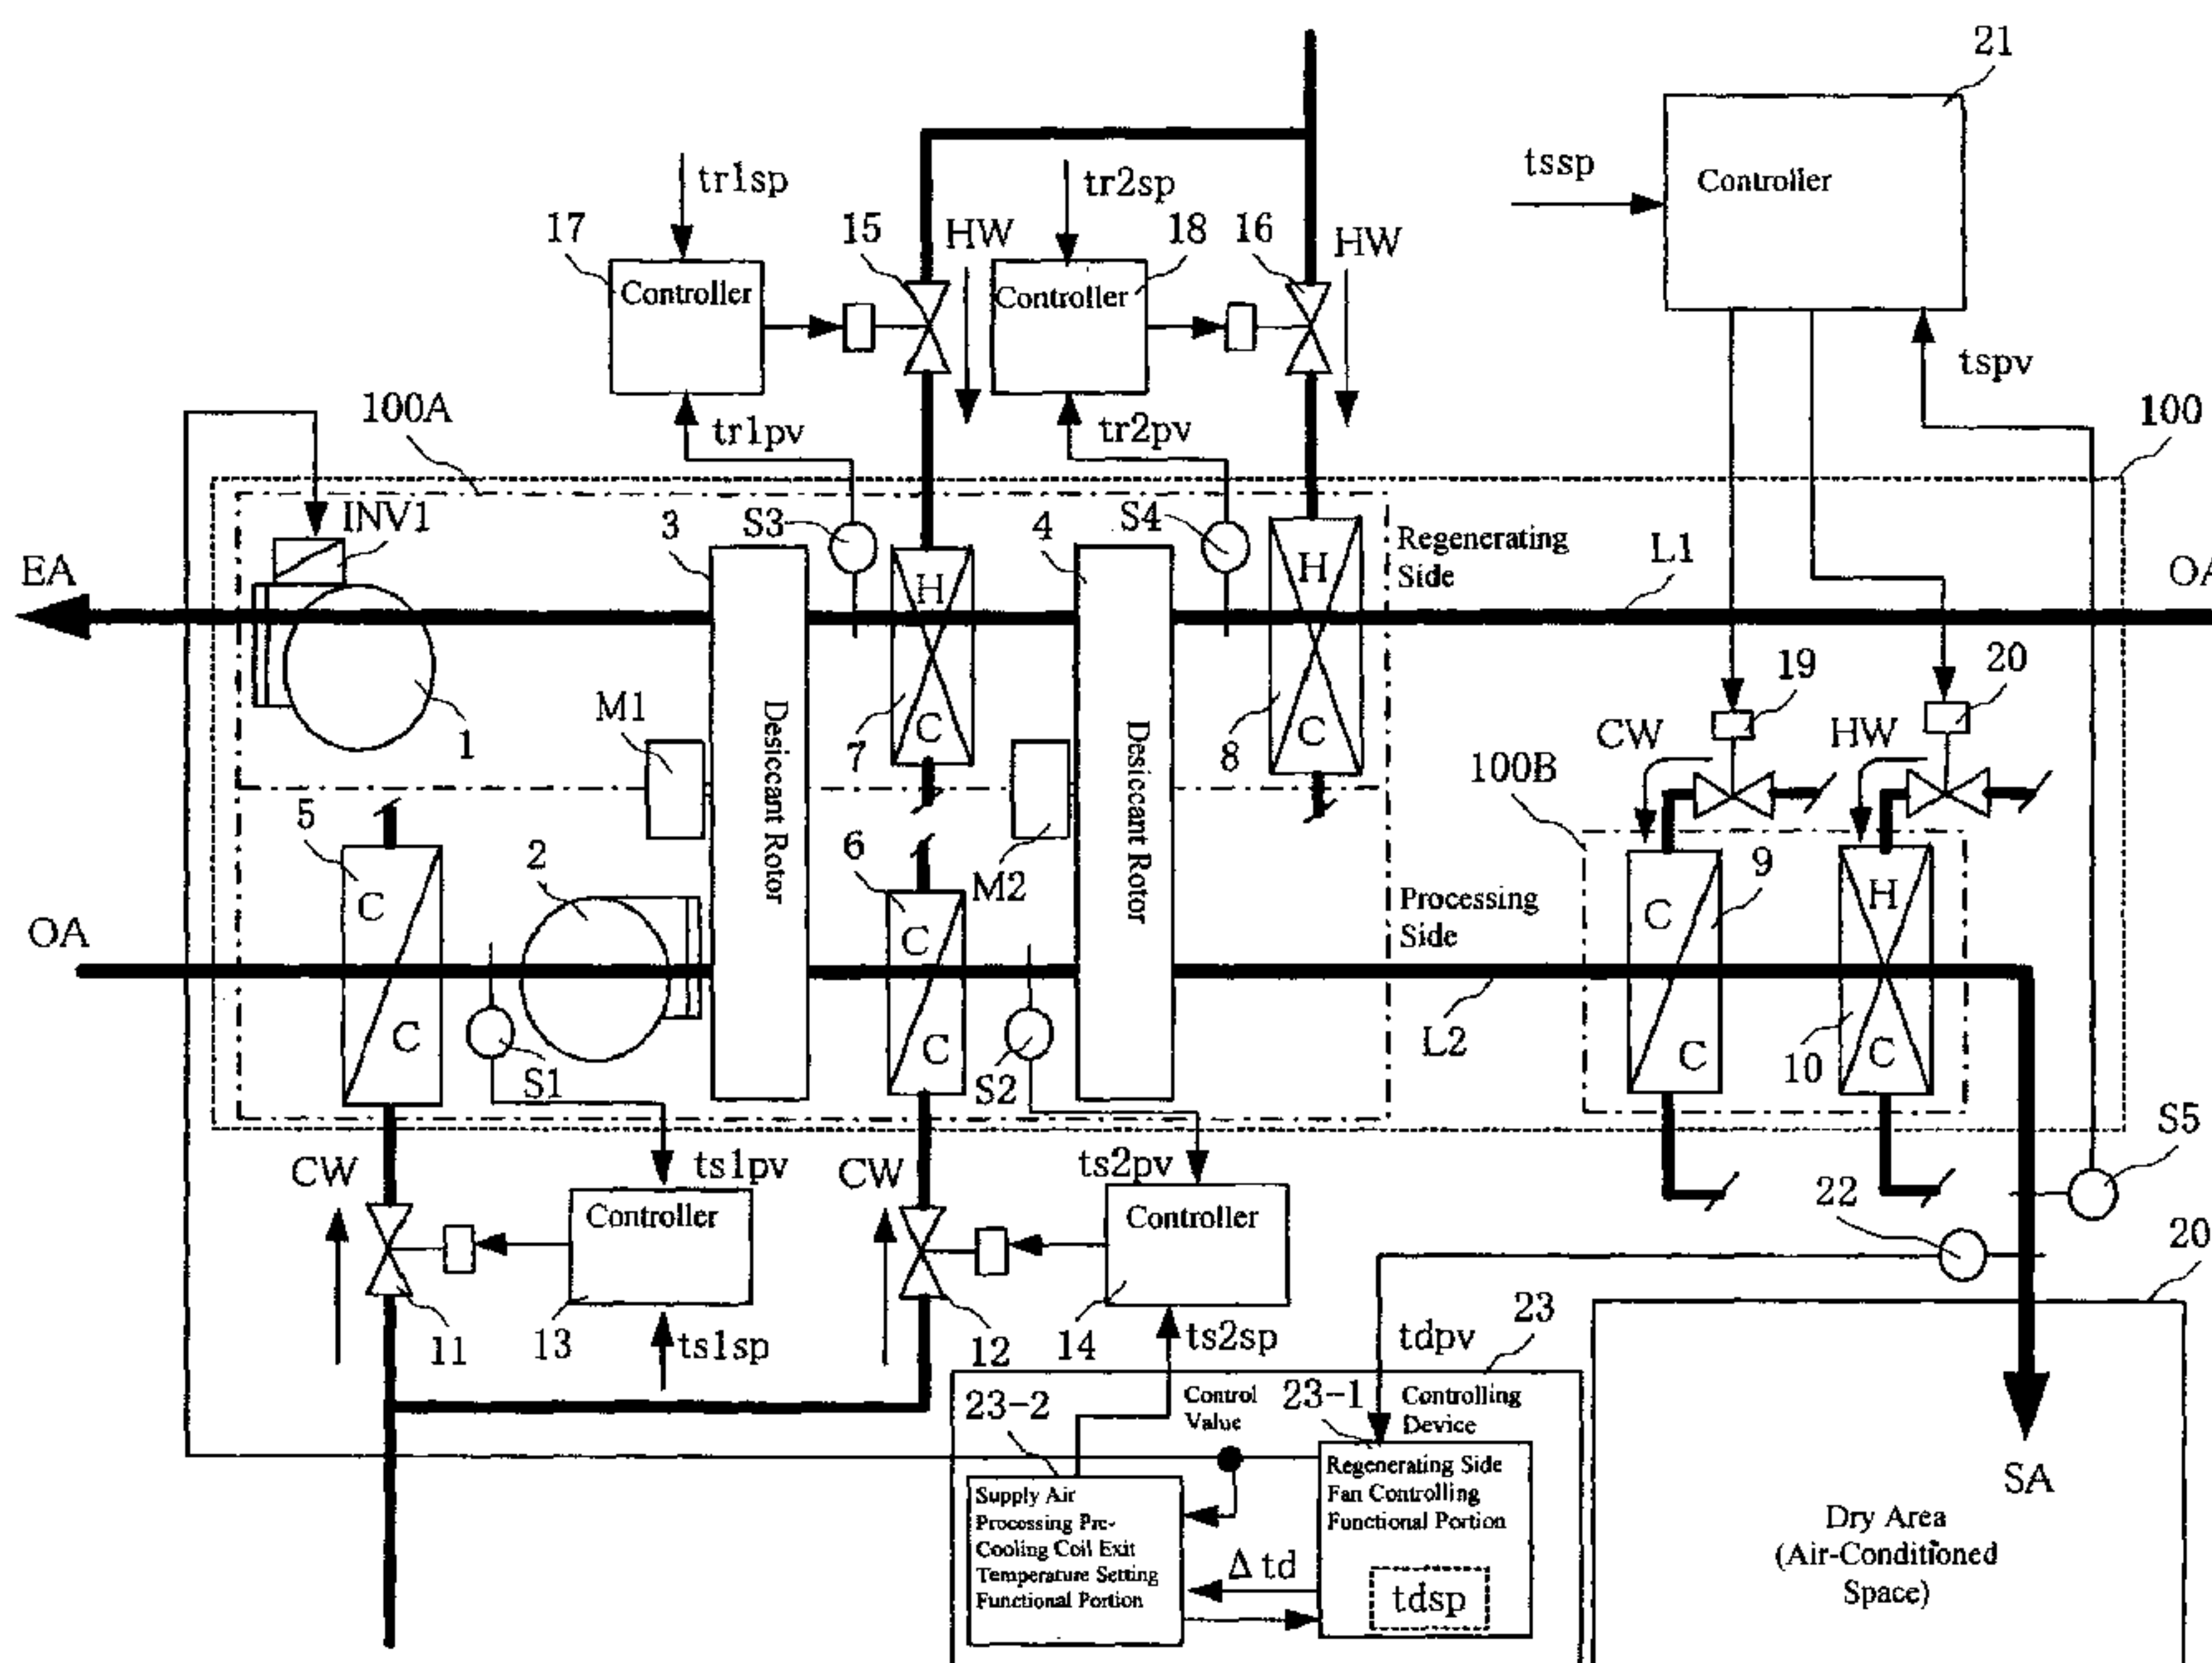 21
tssp
Controller
tr1sp
tr2sp
17
15
HW
18
16
HW
Controller
Controller
tspv
100A
tr1pv
tr2pv
100
INV1
3
S3
4
S4
Regenerating
Side
L1
EA
H
H
OA
1
M1
Desiccant Rotor
7
C
Desiccant Rotor
8
C
19
20
CW
HW
100B
5
2
6
M2
9
C
C
Processing
Side
C
H
OA
C
S1
C
S2
L2
C
10
C
S5
CW
ts1pv
CW
ts2pv
22
Controller
Controller
20
11
13
ts1sp
12
14
ts2sp
tdpv
23
23-2
Control
Value
23-1
Controlling
Device
Supply Air
Processing Pre-
Cooling Coil Exit
Temperature Setting
Functional Portion
Regenerating Side
Fan Controlling
Functional Portion
Δtd
tdsp
SA
Dry Area
(Air-Conditioned
Space)